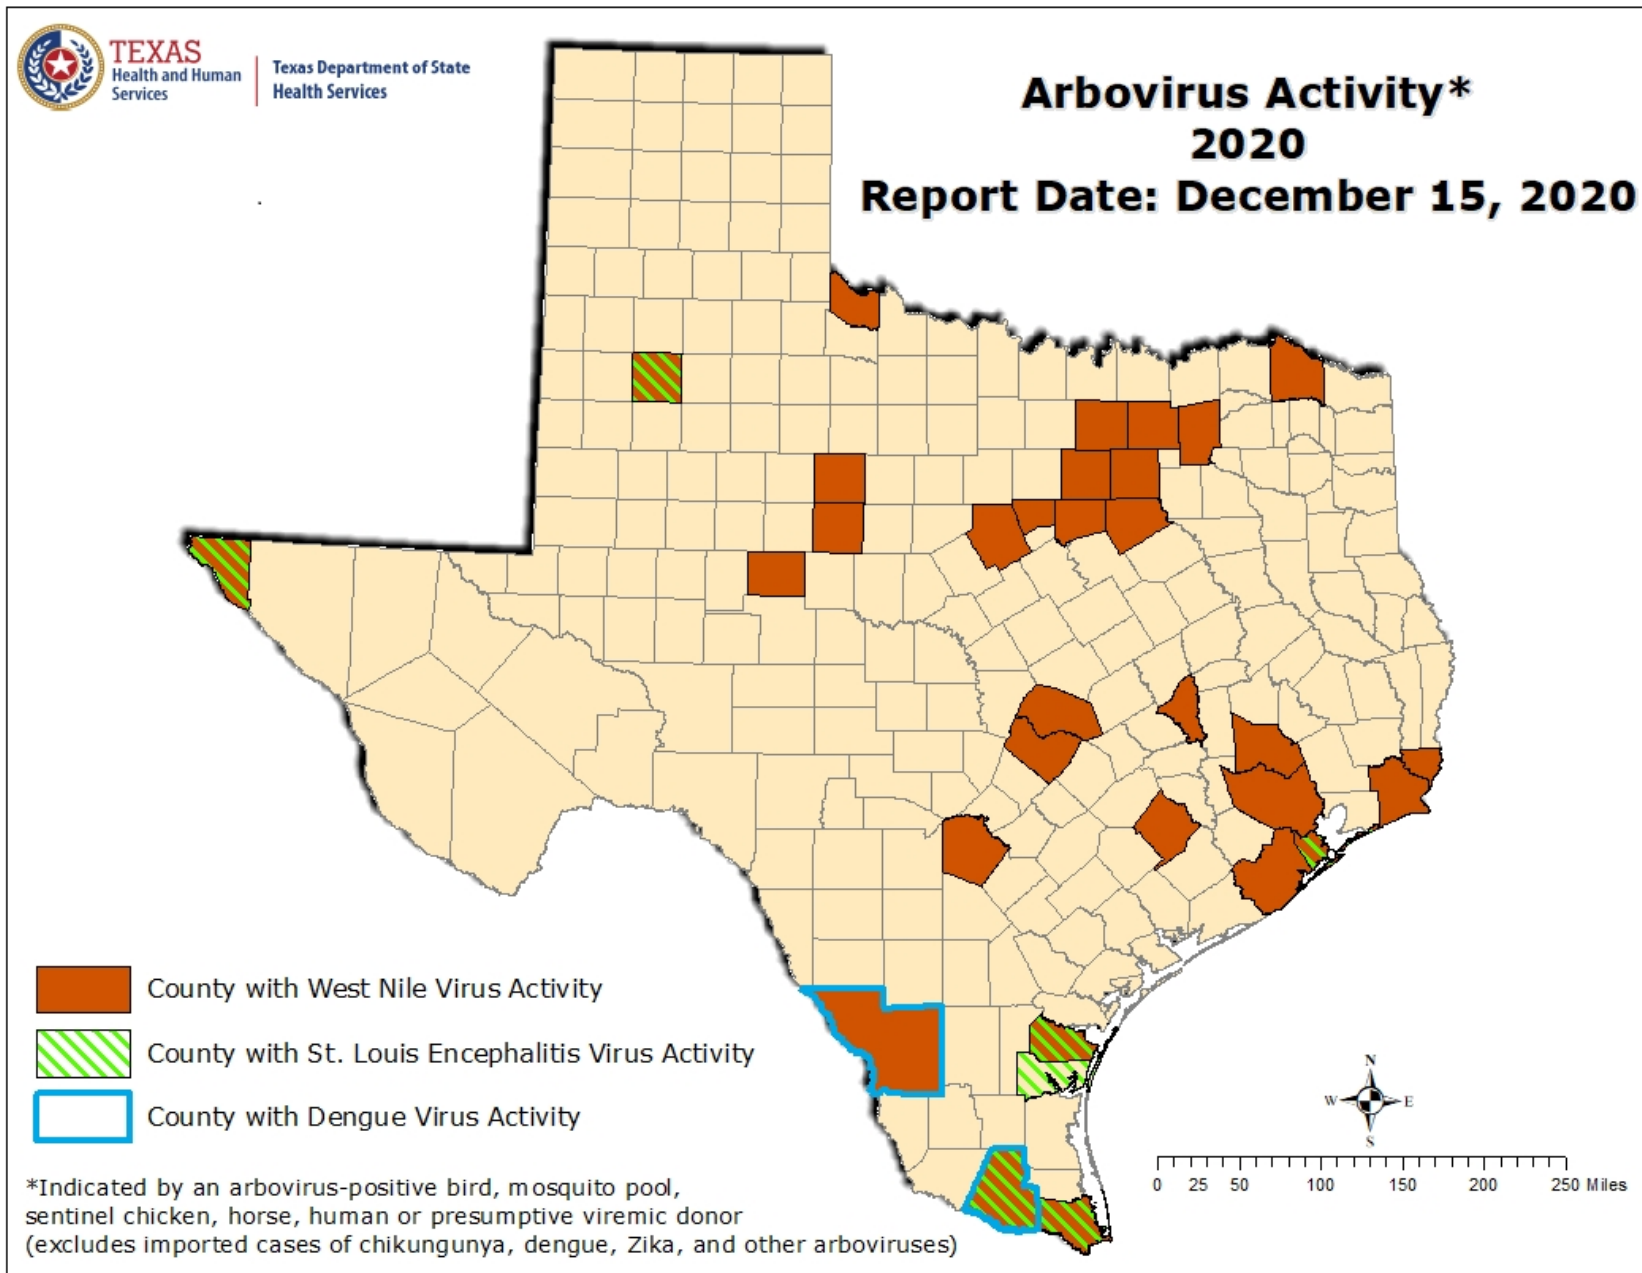 TEXAS
Health and Human
Services
Texas Department of State
Health Services
Arbovirus Activity*
2020
Report Date: December 15, 2020
County with West Nile Virus Activity
County with St. Louis Encephalitis Virus Activity
County with Dengue Virus Activity
*Indicated by an arbovirus-positive bird, mosquito pool,
sentinel chicken, horse, human or presumptive viremic donor
(excludes imported cases of chikungunya, dengue, Zika, and other arboviruses)
N
W E
S
0 25 50 100 150 200 250 Miles